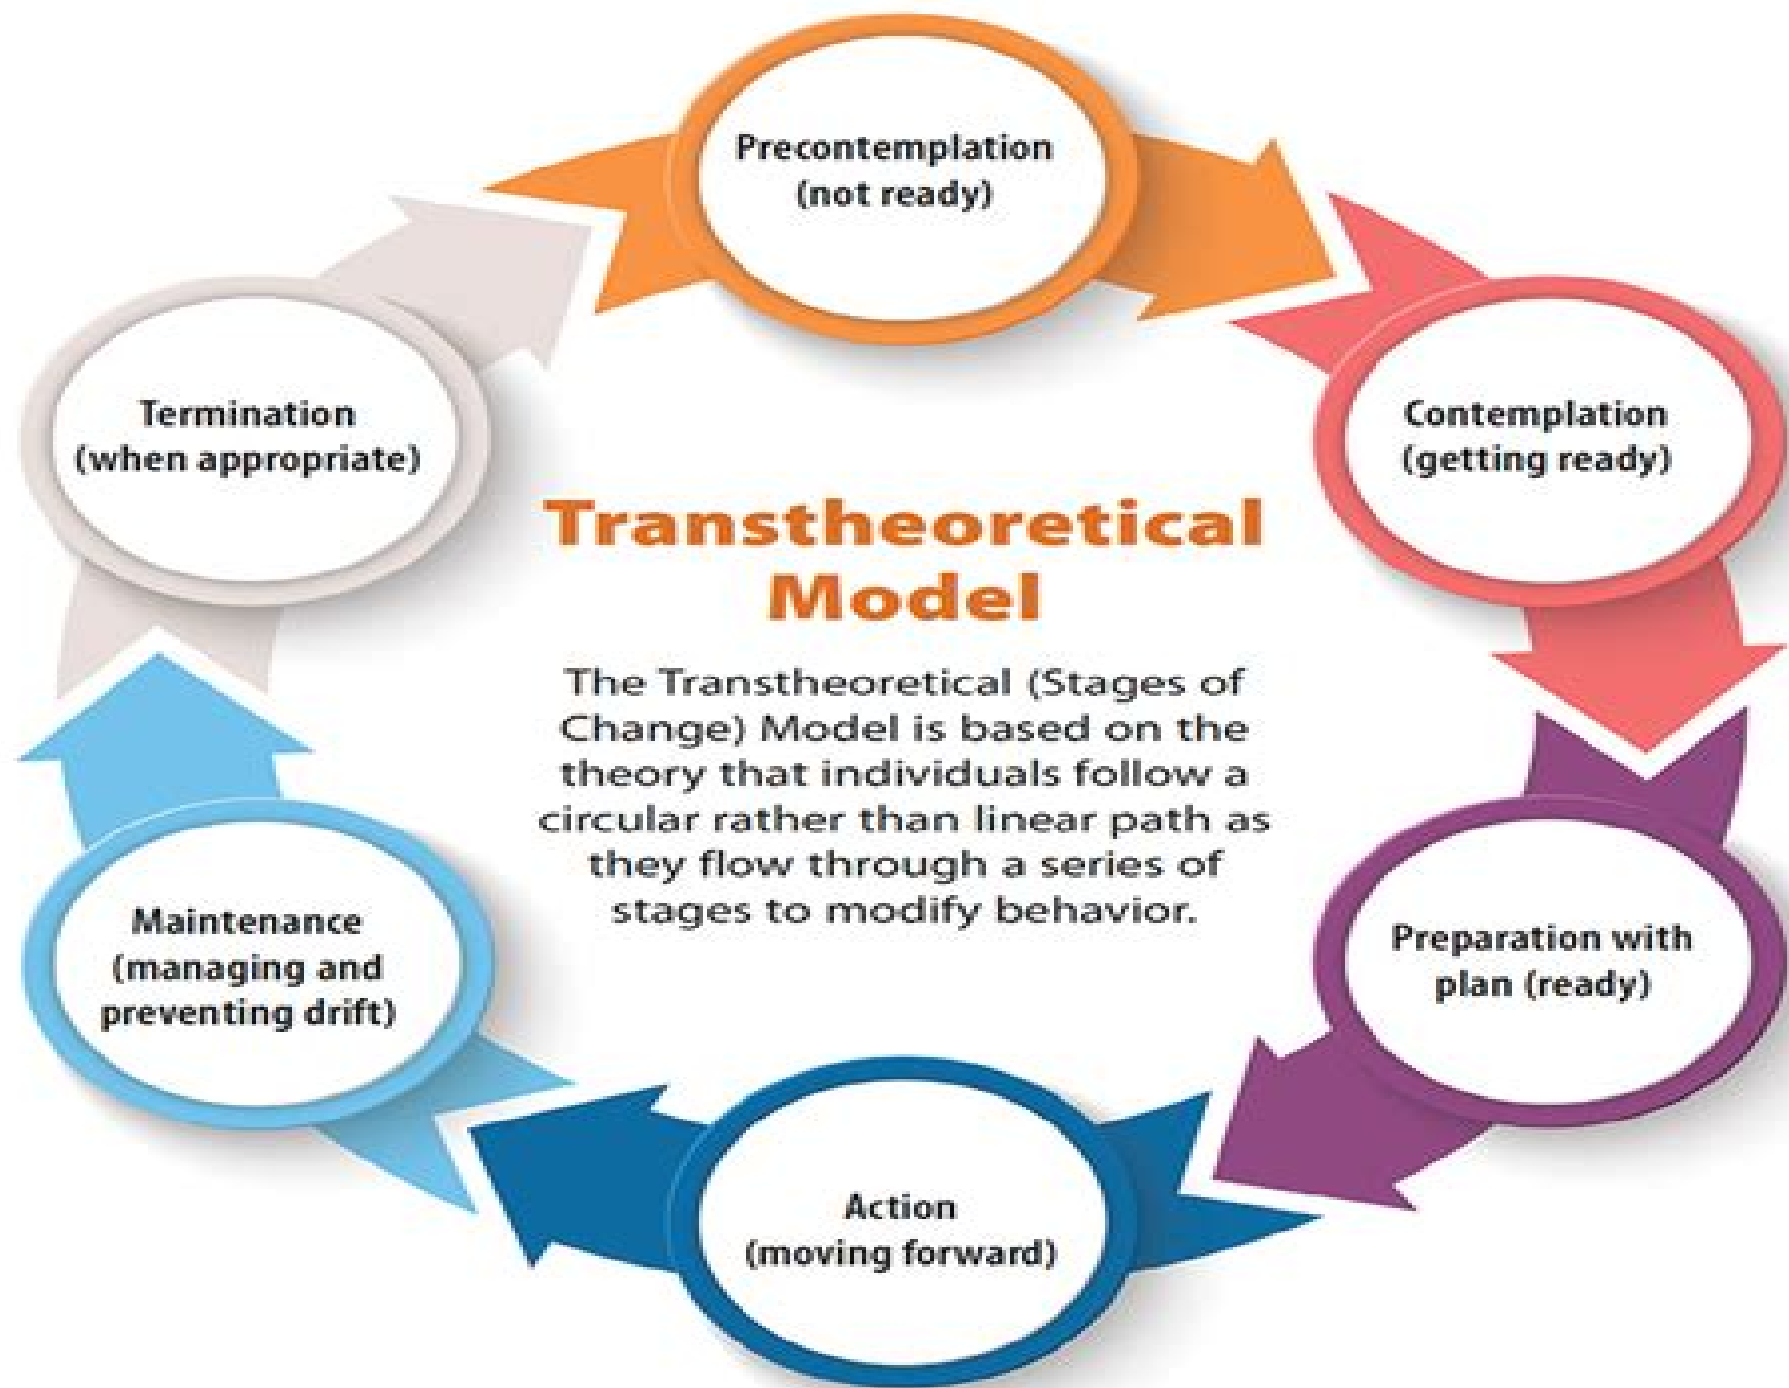 Precontemplation
(not ready)
Contemplation
(getting ready)
Preparation with
plan (ready)
Action
(moving forward)
Maintenance
(managing and
preventing drift)
Termination
(when appropriate)
Transtheoretical
Model
The Transtheoretical (Stages of
Change) Model is based on the
theory that individuals follow a
circular rather than linear path as
they flow through a series of
stages to modify behavior.